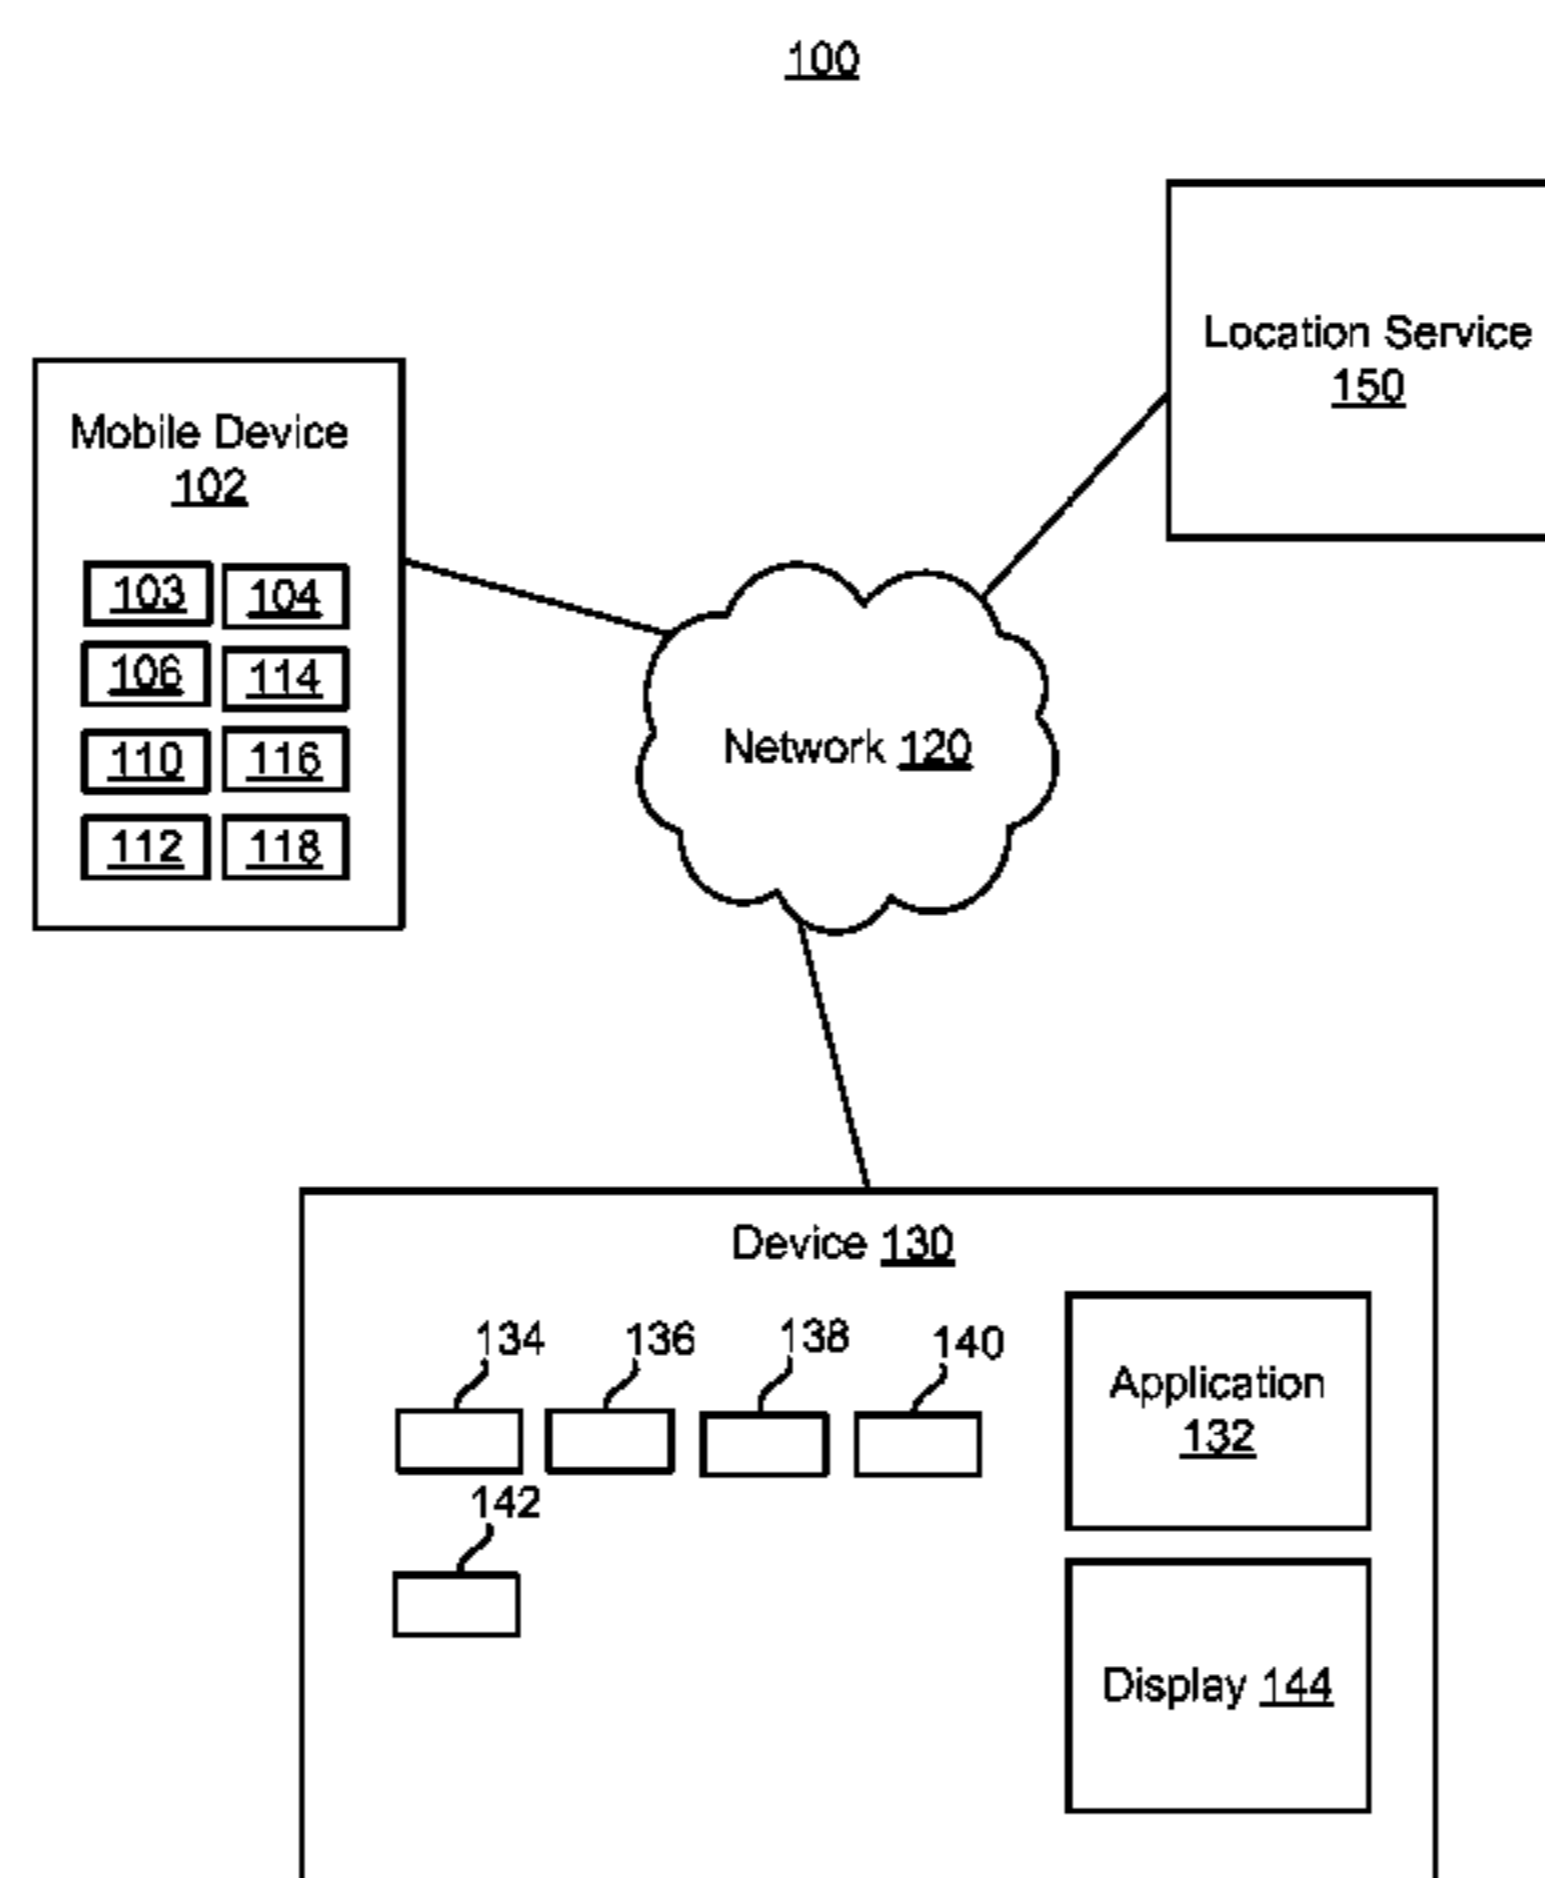 100
Location Service
150
Mobile Device
102
103 104
106 114
110 116
112 118
Network 120
Device 130
134 136 138 140
142
Application
132
Display 144